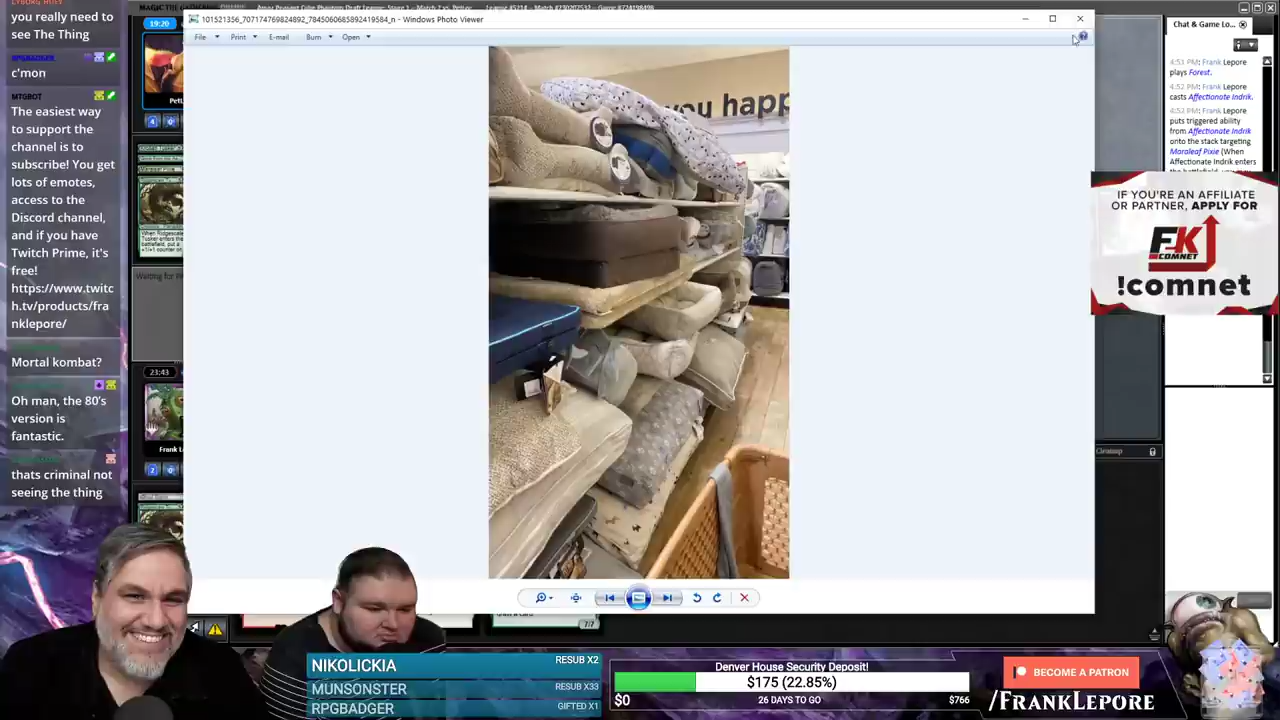 101521356_707174769824892_7845060685892419584_n - Windows Photo Viewer
File
Print
E-mail
Burn
Open
you happ
you finally get to
see The Thing
RPGBADGER
c'mon
MTGBOT
The easiest way
to support the
channel is to
subscribe! You get
lots of emotes,
access to the
Discord channel,
and if you have
Twitch Prime, it's
free!
https://www.twitc
h.tv/products/fra
nklepore/
Mortal kombat?
Oh man, the 80's
version is
fantastic.
thats criminal not
seeing the thing
19:20
23:43
Frank L
Chat & Game Lo...
4:51 PM: Frank Lepore
plays Forest.
4:52 PM: Frank Lepore
casts Affectionate Indrik.
4:52 PM: Frank Lepore
puts triggered ability
from Affectionate Indrik
onto the stack targeting
Moraleaf Pixie (When
Affectionate Indrik enters
IF YOU'RE AN AFFILIATE
OR PARTNER, APPLY FOR
COMNET
!comnet
Cleanup
7/7
NIKOLICKIA
RESUB X2
MUNSONSTER
RESUB X33
RPGBADGER
GIFTED X1
Denver House Security Deposit!
$175 (22.85%)
$0
26 DAYS TO GO
$766
BECOME A PATRON
/FRANKLEPORE